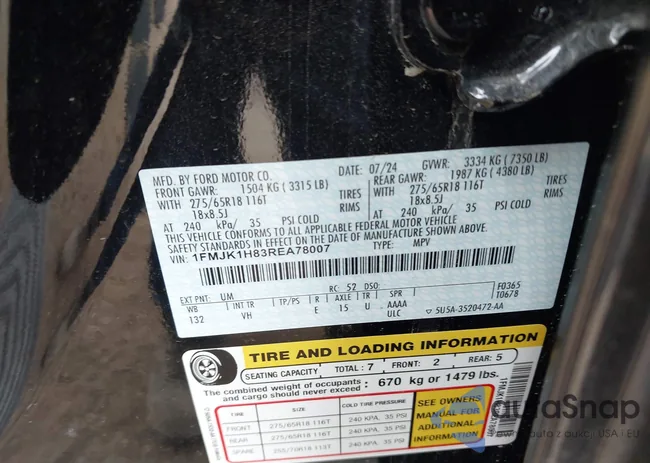 MFD. BY FORD MOTOR CO.
DATE: 07/24 GVWR: 3334 KG ( 7350 LB)
FRONT GAWR: 1504 KG ( 3315 LB)
REAR GAWR: 1987 KG ( 4380 LB)
WITH 275/65R18 116T TIRES WITH 275/65R18 116T TIRES
18x8.5J RIMS 18x8.5J RIMS
AT 240 kPa/ 35 PSI COLD AT 240 kPa/ 35 PSI COLD
THIS VEHICLE CONFORMS TO ALL APPLICABLE FEDERAL MOTOR VEHICLE
SAFETY STANDARDS IN EFFECT ON THE DATE OF MANUFACTURE SHOWN ABOVE.
VIN: 1FMJK1H83REA78007 TYPE: MPV
EXT PNT: UM RC: 52 DSO: F0365
WB INT TR TP/PS R AXLE TR SPR T0678
132 VH E 15 U AAAA
ULC 5U5A-3520472-AA
TIRE AND LOADING INFORMATION
SEATING CAPACITY TOTAL: 7 FRONT: 2 REAR: 5
The combined weight of occupants and cargo should never exceed: 670 kg or 1479 lbs.
TIRE SIZE COLD TIRE PRESSURE
FRONT 275/65R18 116T 240 KPA, 35 PSI
REAR 275/65R18 116T 240 KPA, 35 PSI
SPARE 240 KPA, 35 PSI
SEE OWNERS
MANUAL FOR
ADDITIONAL
INFORMATION
autoSnap